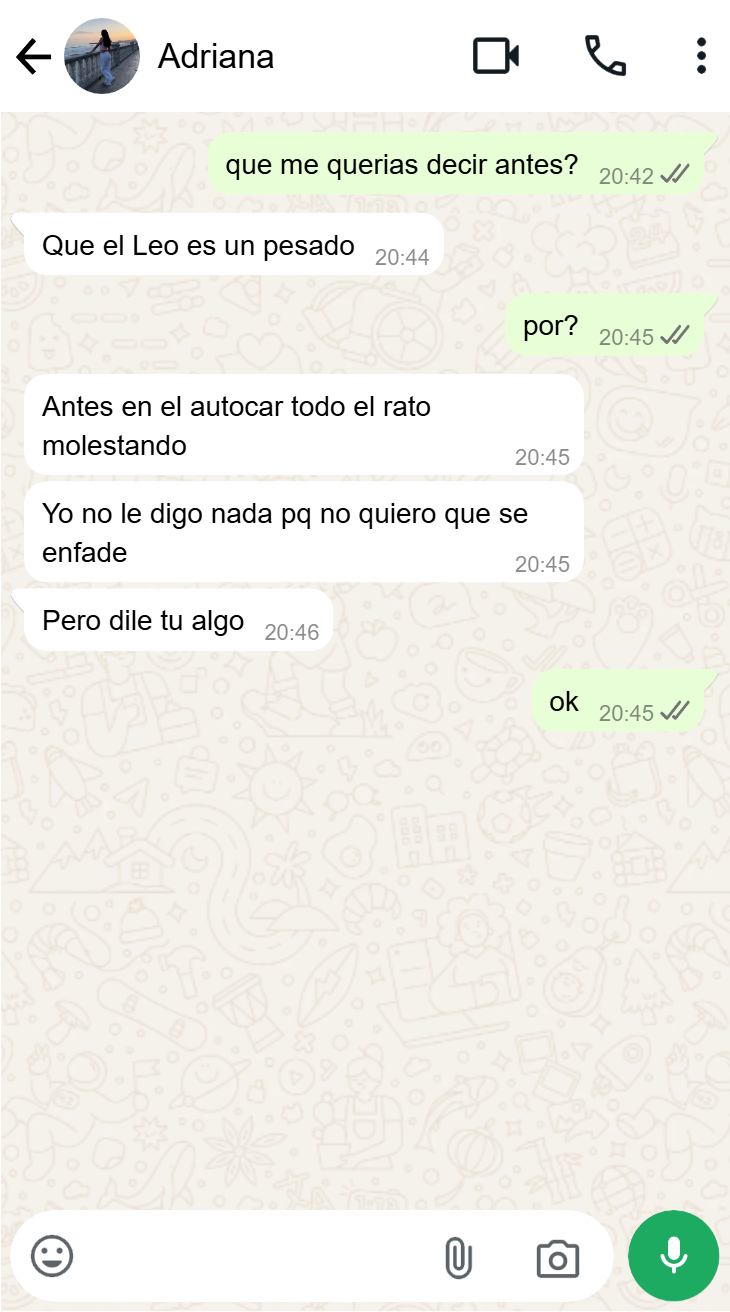 Adriana
que me querias decir antes? 20:42
Que el Leo es un pesado 20:44
por? 20:45
Antes en el autocar todo el rato
molestando 20:45
Yo no le digo nada pq no quiero que se
enfade 20:45
Pero dile tu algo 20:46
ok 20:45